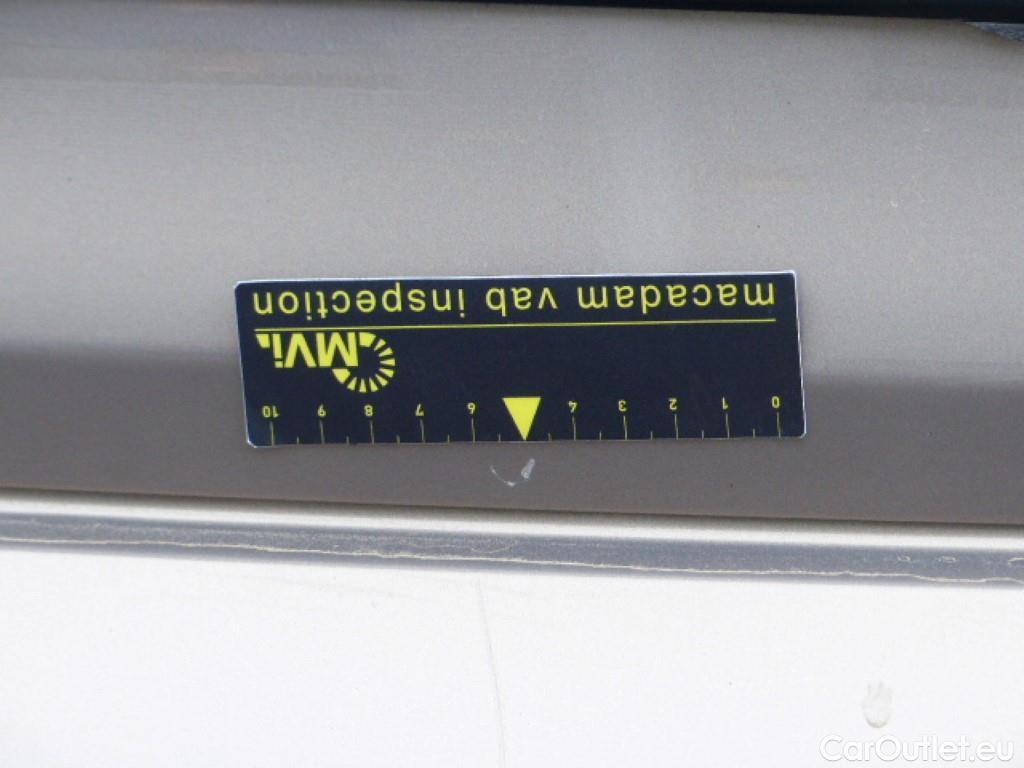 macadam vab inspection
MVi
0 1 2 3 4 6 7 8 9 10
CarOutlet.eu